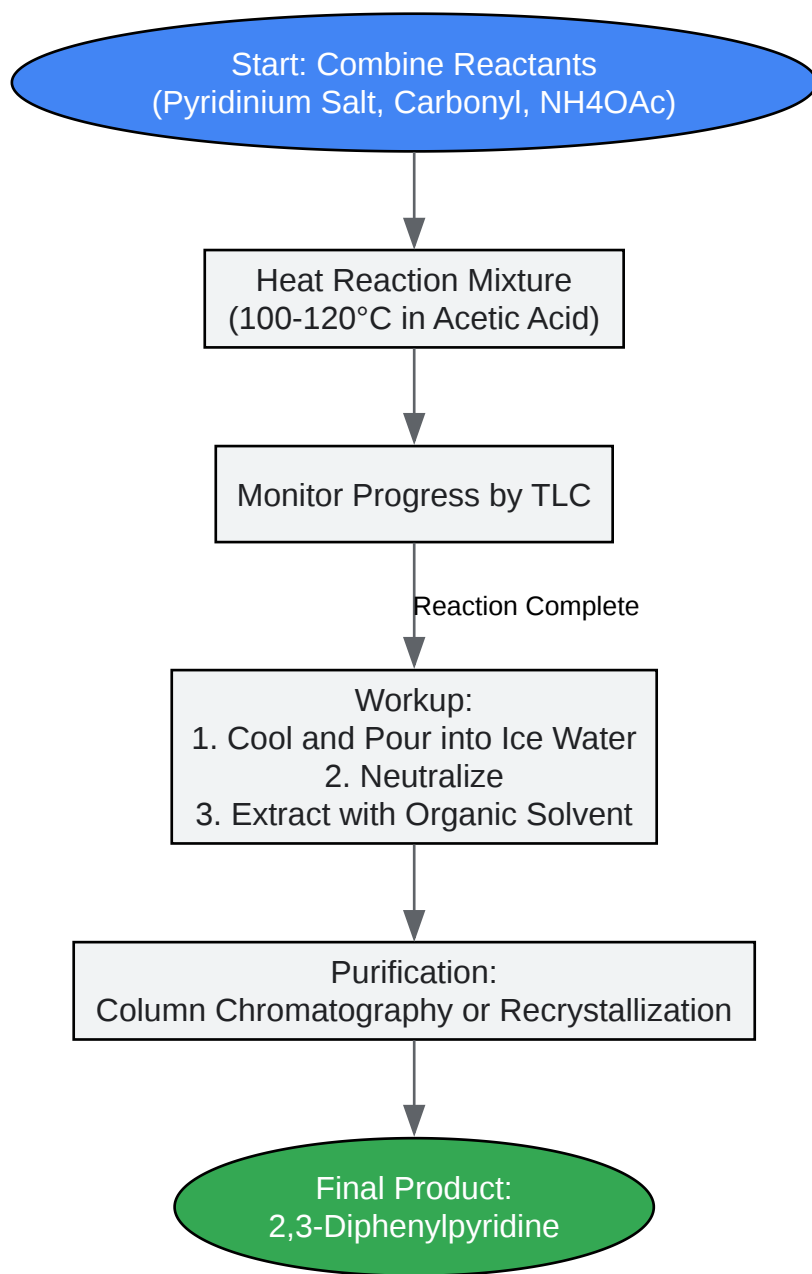 Start: Combine Reactants
(Pyridinium Salt, Carbonyl, NH4OAc)
Heat Reaction Mixture
(100-120°C in Acetic Acid)
Monitor Progress by TLC
Reaction Complete
Workup:
1. Cool and Pour into Ice Water
2. Neutralize
3. Extract with Organic Solvent
Purification:
Column Chromatography or Recrystallization
Final Product:
2,3-Diphenylpyridine